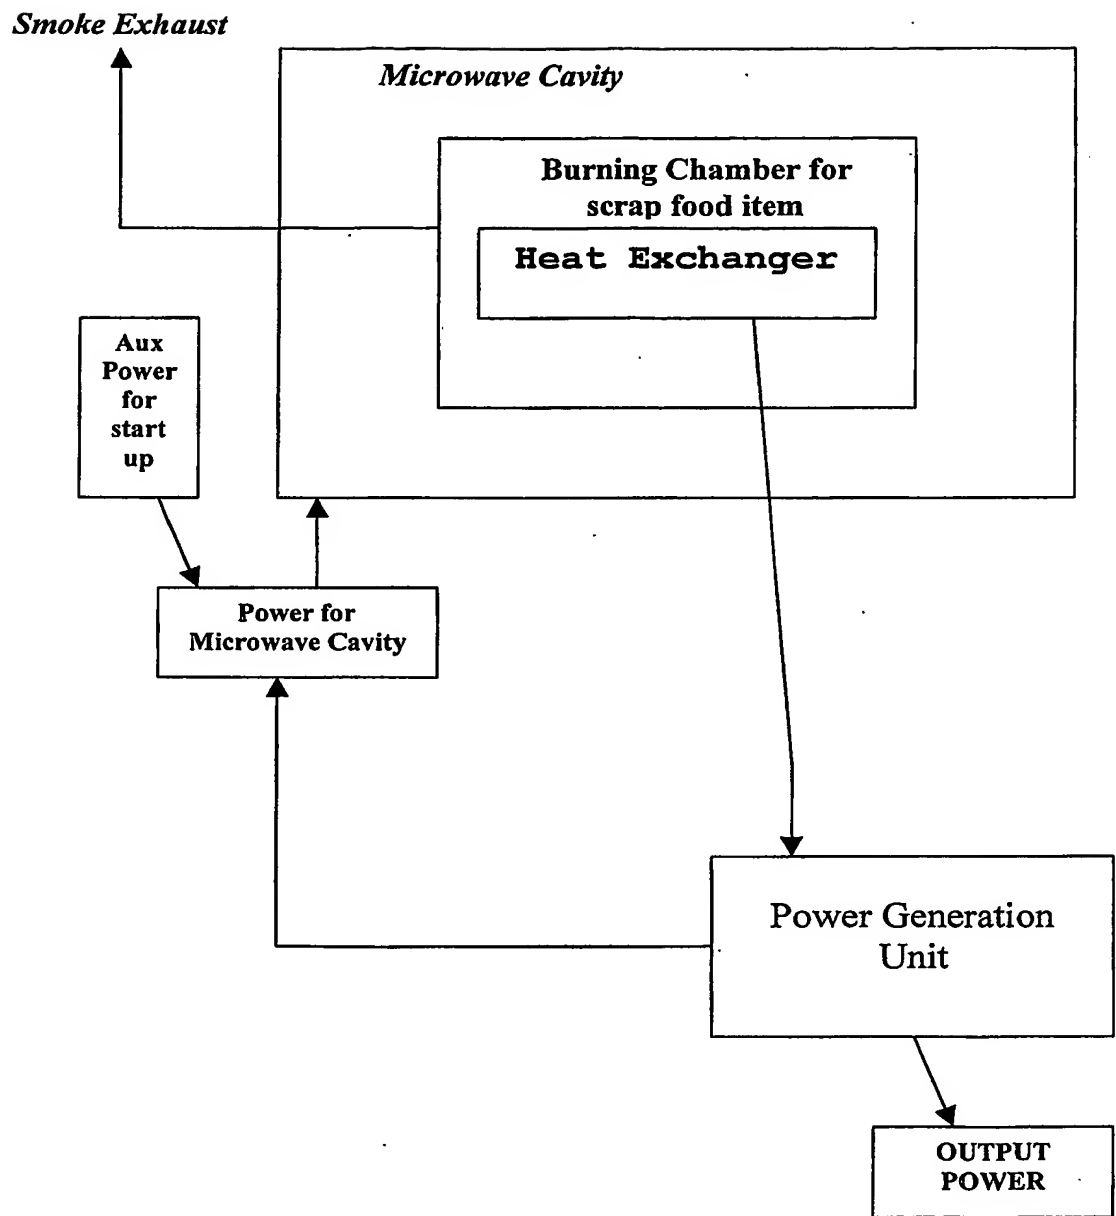 Smoke Exhaust
Microwave Cavity
Burning Chamber for
scrap food item
Heat Exchanger
Aux
Power
for
start
up
Power for
Microwave Cavity
Power Generation
Unit
OUTPUT
POWER